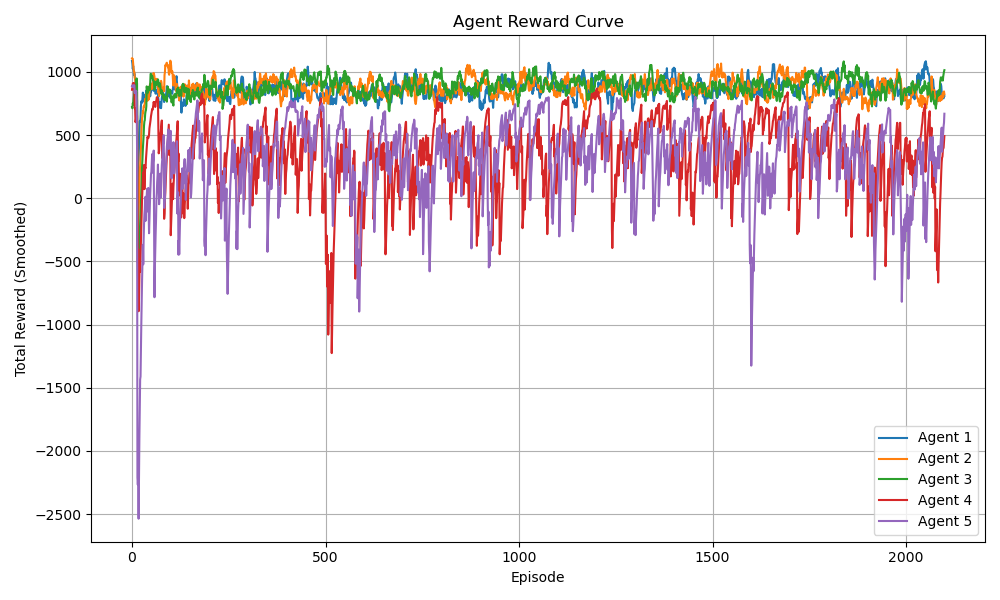 Agent Reward Curve
Total Reward (Smoothed)
1000
500
0
−500
−1000
−1500
−2000
−2500
0 500 1000 1500 2000
Episode
Agent 1
Agent 2
Agent 3
Agent 4
Agent 5